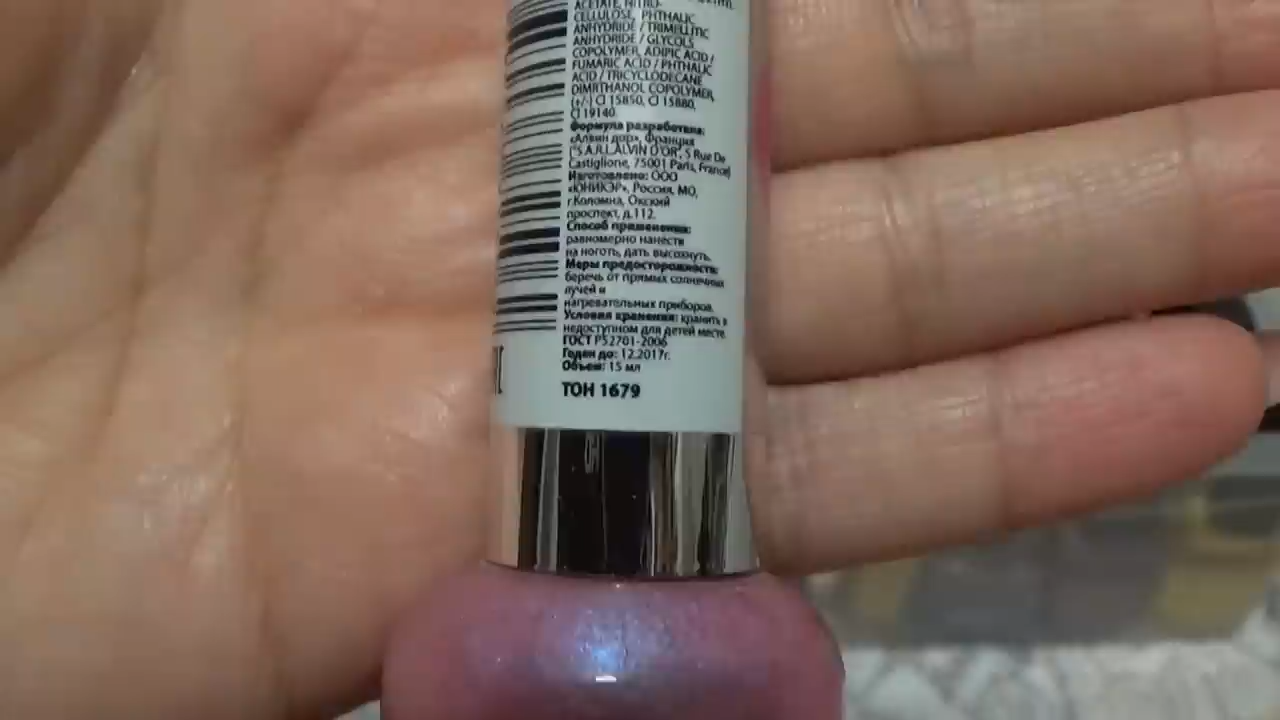 ACETATE, NITRO-
CELLULOSE, PHTHALIC
ANHYDRIDE / TRIMELLITIC
ANHYDRIDE / GLYCOLS
COPOLYMER, ADIPIC ACID /
FUMARIC ACID / PHTHALIC
ACID / TRICYCLODECANE
DIMRTHANOL COPOLYMER,
(+/-) CI 15850, CI 15880,
CI 19140.
Формула разработана:
«Алвин дор», Франция
("S.A.R.L.ALVIN D'OR", 5 Rue De
Castiglione, 75001 Paris, France)
Изготовлено: ООО
«ЮНИКЭР», Россия, МО,
г.Коломна, Окский
проспект, д.112.
Способ применения:
равномерно нанести
на ноготь, дать высохнуть.
Меры предосторожности:
беречь от прямых солнечных
лучей и
нагревательных приборов.
Условия хранения: хранить в
недоступном для детей месте.
ГОСТ Р52701-2006
Годен до: 12.2017г.
Объем: 15 мл
ТОН 1679